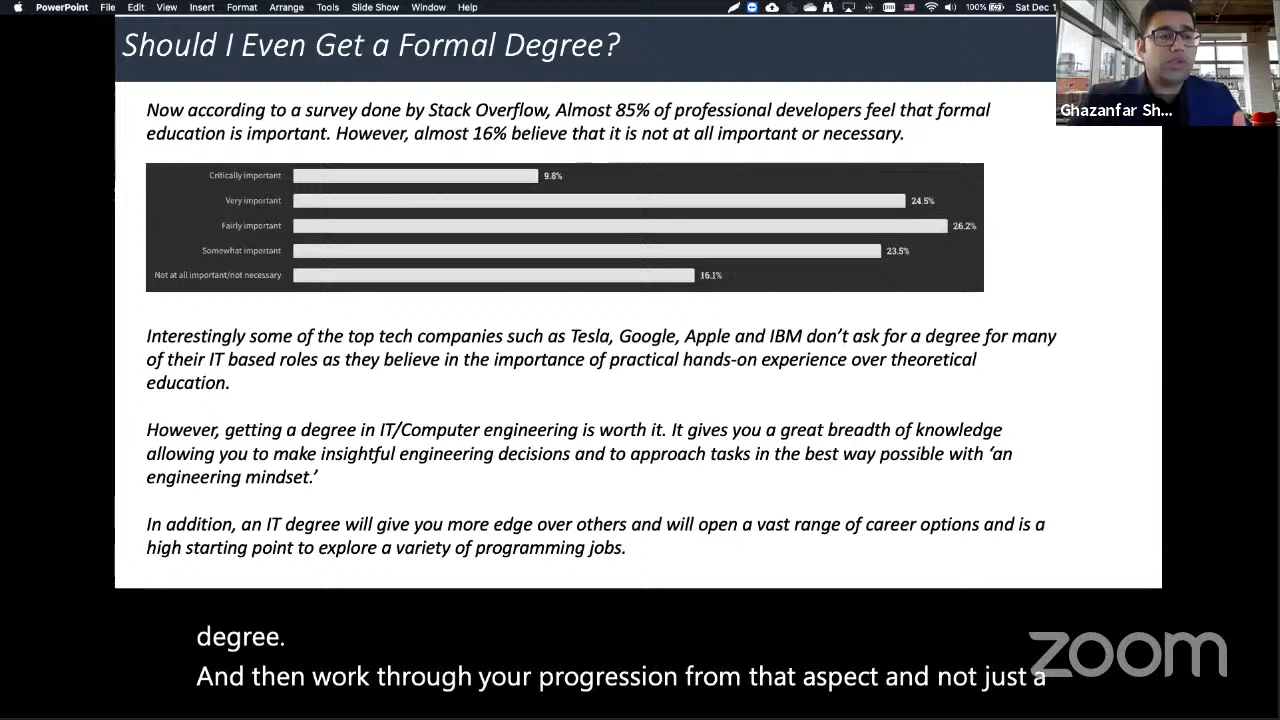 PowerPoint File Edit View Insert Format Arrange Tools Slide Show Window Help 100% Sat Dec 1
Should I Even Get a Formal Degree?
Ghazanfar Sh...
Now according to a survey done by Stack Overflow, Almost 85% of professional developers feel that formal
education is important. However, almost 16% believe that it is not at all important or necessary.
Critically important 9.8%
Very important 24.5%
Fairly important 26.2%
Somewhat important 23.5%
Not at all important/not necessary 16.1%
Interestingly some of the top tech companies such as Tesla, Google, Apple and IBM don’t ask for a degree for many
of their IT based roles as they believe in the importance of practical hands-on experience over theoretical
education.
However, getting a degree in IT/Computer engineering is worth it. It gives you a great breadth of knowledge
allowing you to make insightful engineering decisions and to approach tasks in the best way possible with ‘an
engineering mindset.’
In addition, an IT degree will give you more edge over others and will open a vast range of career options and is a
high starting point to explore a variety of programming jobs.
degree.
And then work through your progression from that aspect and not just a
zoom